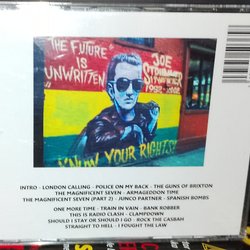 THE FUTURE
IS
UNWRITTEN
JOE
STRUMMER
1952-2002
KNOW YOUR RIGHTS
INTRO · LONDON CALLING · POLICE ON MY BACK · THE GUNS OF BRIXTON
THE MAGNIFICENT SEVEN · ARMAGEDDON TIME
THE MAGNIFICENT SEVEN (PART 2) · JUNCO PARTNER · SPANISH BOMBS
ONE MORE TIME · TRAIN IN VAIN · BANK ROBBER
THIS IS RADIO CLASH · CLAMPDOWN
SHOULD I STAY OR SHOULD I GO · ROCK THE CASBAH
STRAIGHT TO HELL · I FOUGHT THE LAW